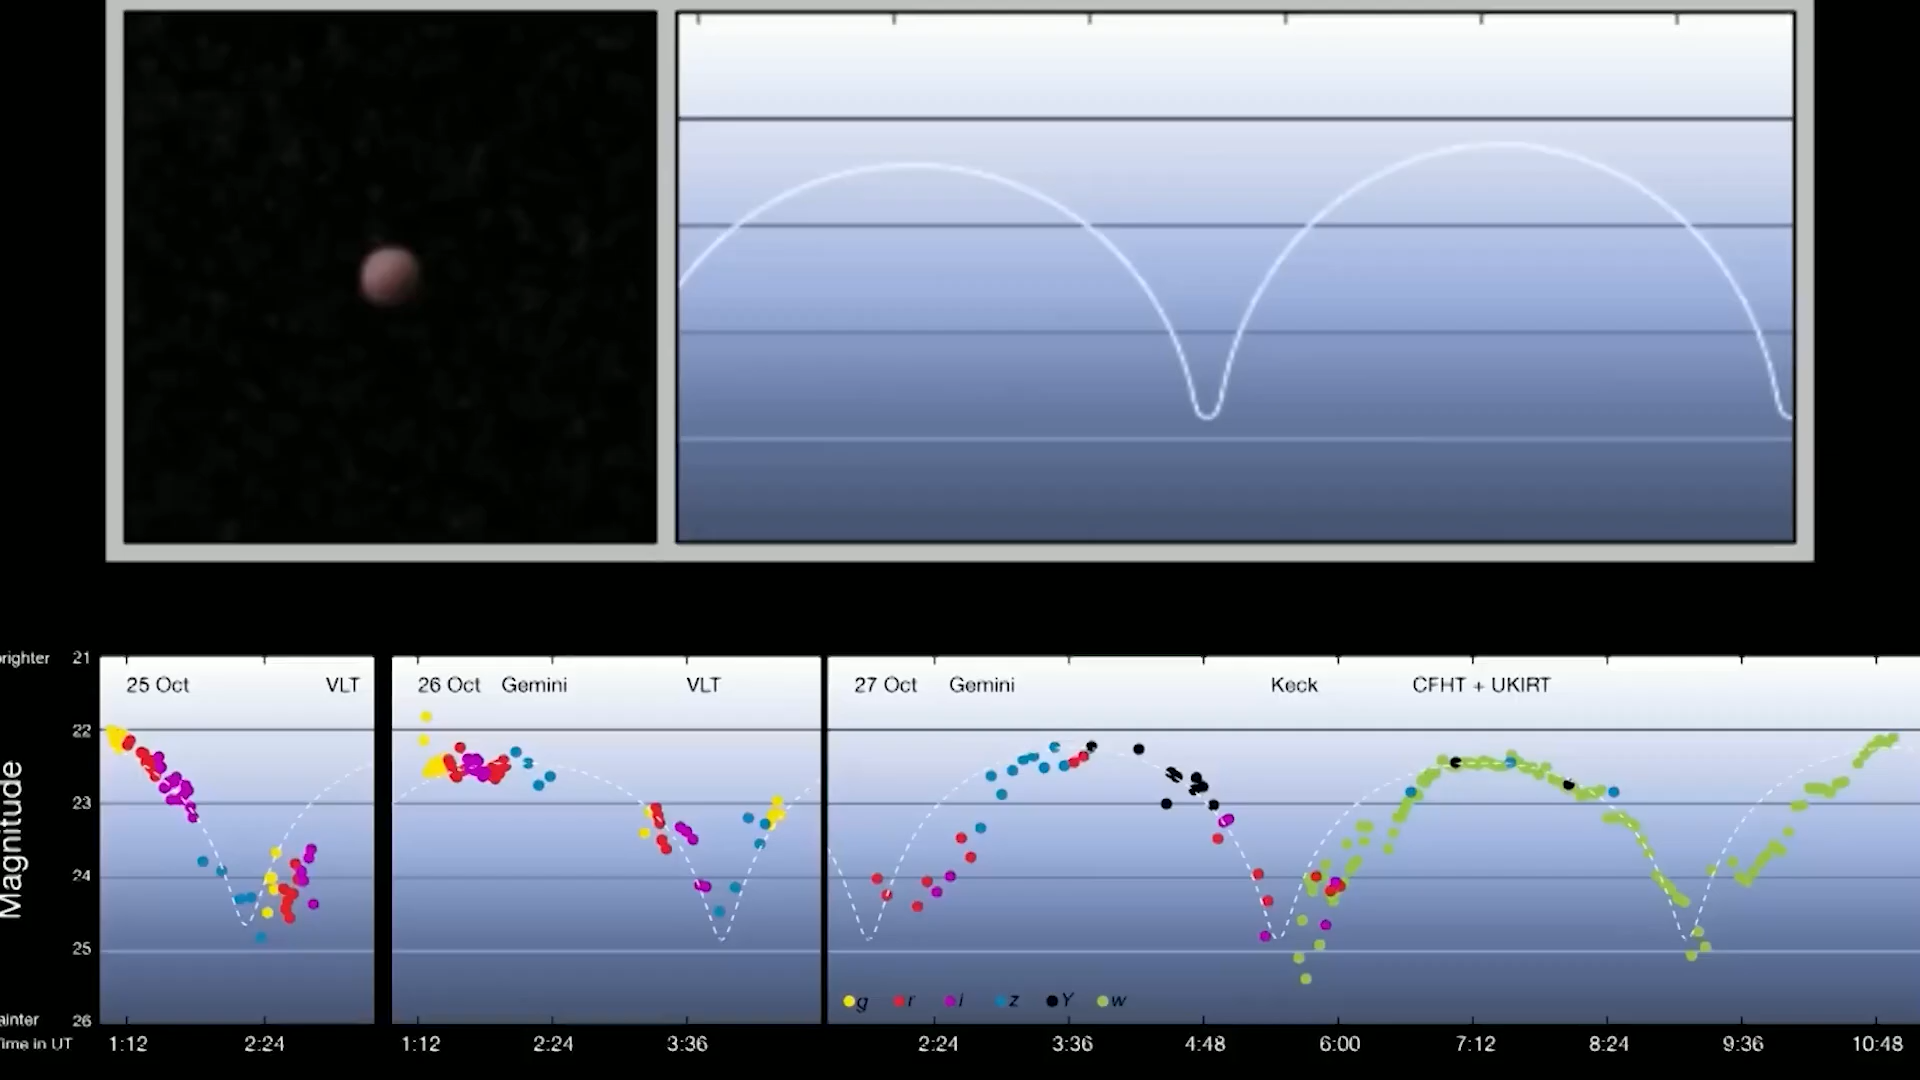 righter 21
25 Oct VLT 26 Oct Gemini VLT 27 Oct Gemini Keck CFHT + UKIRT
22
23
Magnitude
24
25
g r i z Y w
ainter 26
Time in UT 1:12 2:24 1:12 2:24 3:36 2:24 3:36 4:48 6:00 7:12 8:24 9:36 10:48